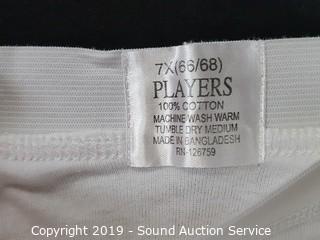 7X(66/68)
PLAYERS
100% COTTON
MACHINE WASH WARM
TUMBLE DRY MEDIUM
MADE IN BANGLADESH
RN-126759
Copyright 2019 - Sound Auction Service